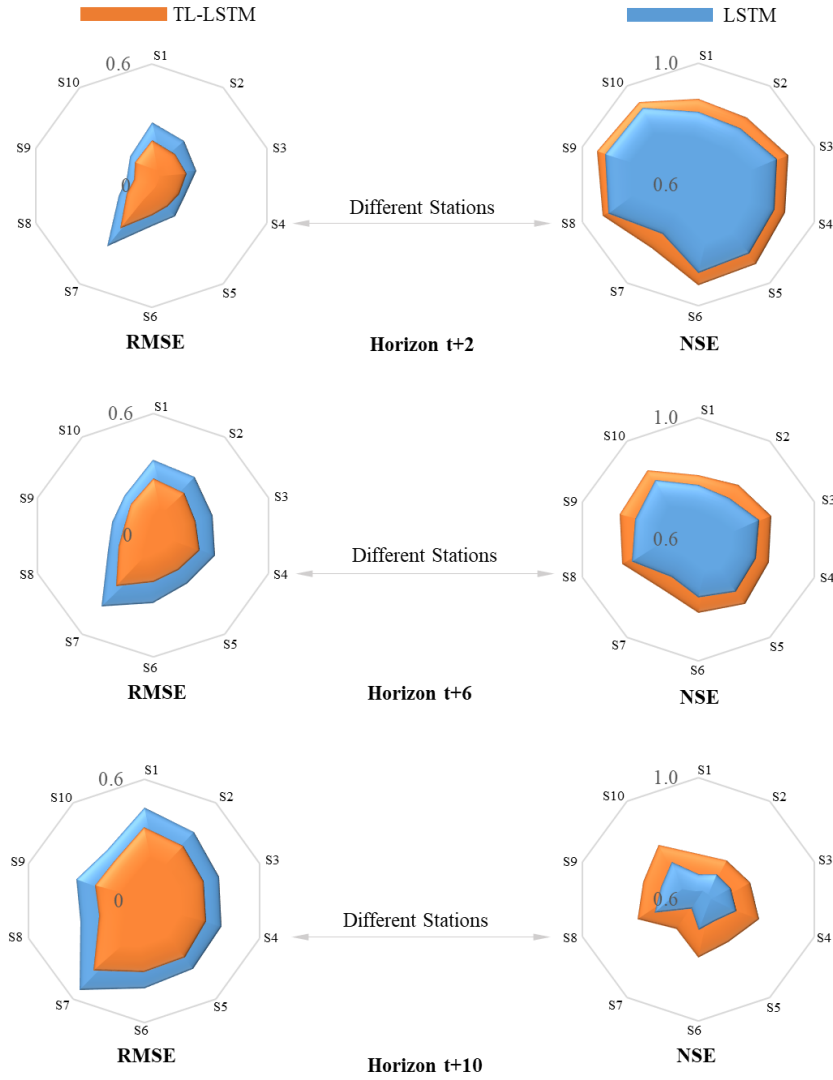 TL-LSTM
LSTM
0.6
S1
S2
S3
S4
S5
S6
S7
S8
S9
S10
0
RMSE
Different Stations
Horizon t+2
1.0
S1
S2
S3
S4
S5
S6
S7
S8
S9
S10
0.6
NSE
0.6
S1
S2
S3
S4
S5
S6
S7
S8
S9
S10
0
RMSE
Different Stations
Horizon t+6
1.0
S1
S2
S3
S4
S5
S6
S7
S8
S9
S10
0.6
NSE
0.6
S1
S2
S3
S4
S5
S6
S7
S8
S9
S10
0
RMSE
Different Stations
Horizon t+10
1.0
S1
S2
S3
S4
S5
S6
S7
S8
S9
S10
0.6
NSE